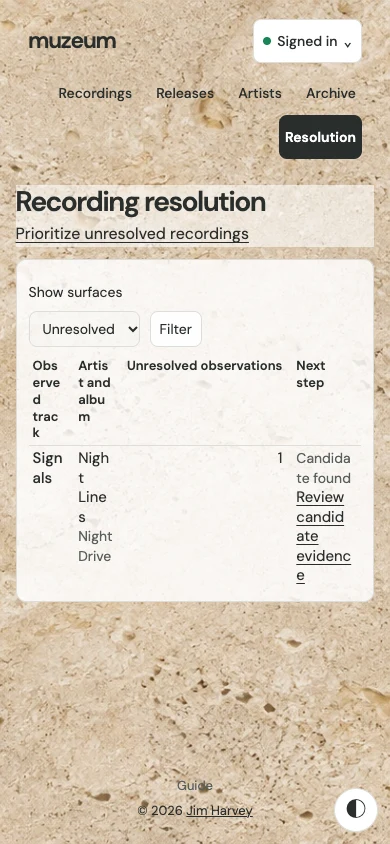 muzeum
Signed in
Recordings Releases Artists Archive
Resolution
Recording resolution
Prioritize unresolved recordings
Show surfaces
Unresolved Filter
Obs
erve
d
trac
k
Artis
t and
albu
m
Unresolved observations
Next
step
Sign
als
Nigh
t
Line
s
Night
Drive
1
Candida
te found
Review
candid
ate
evidenc
e
Guide
© 2026 Jim Harvey